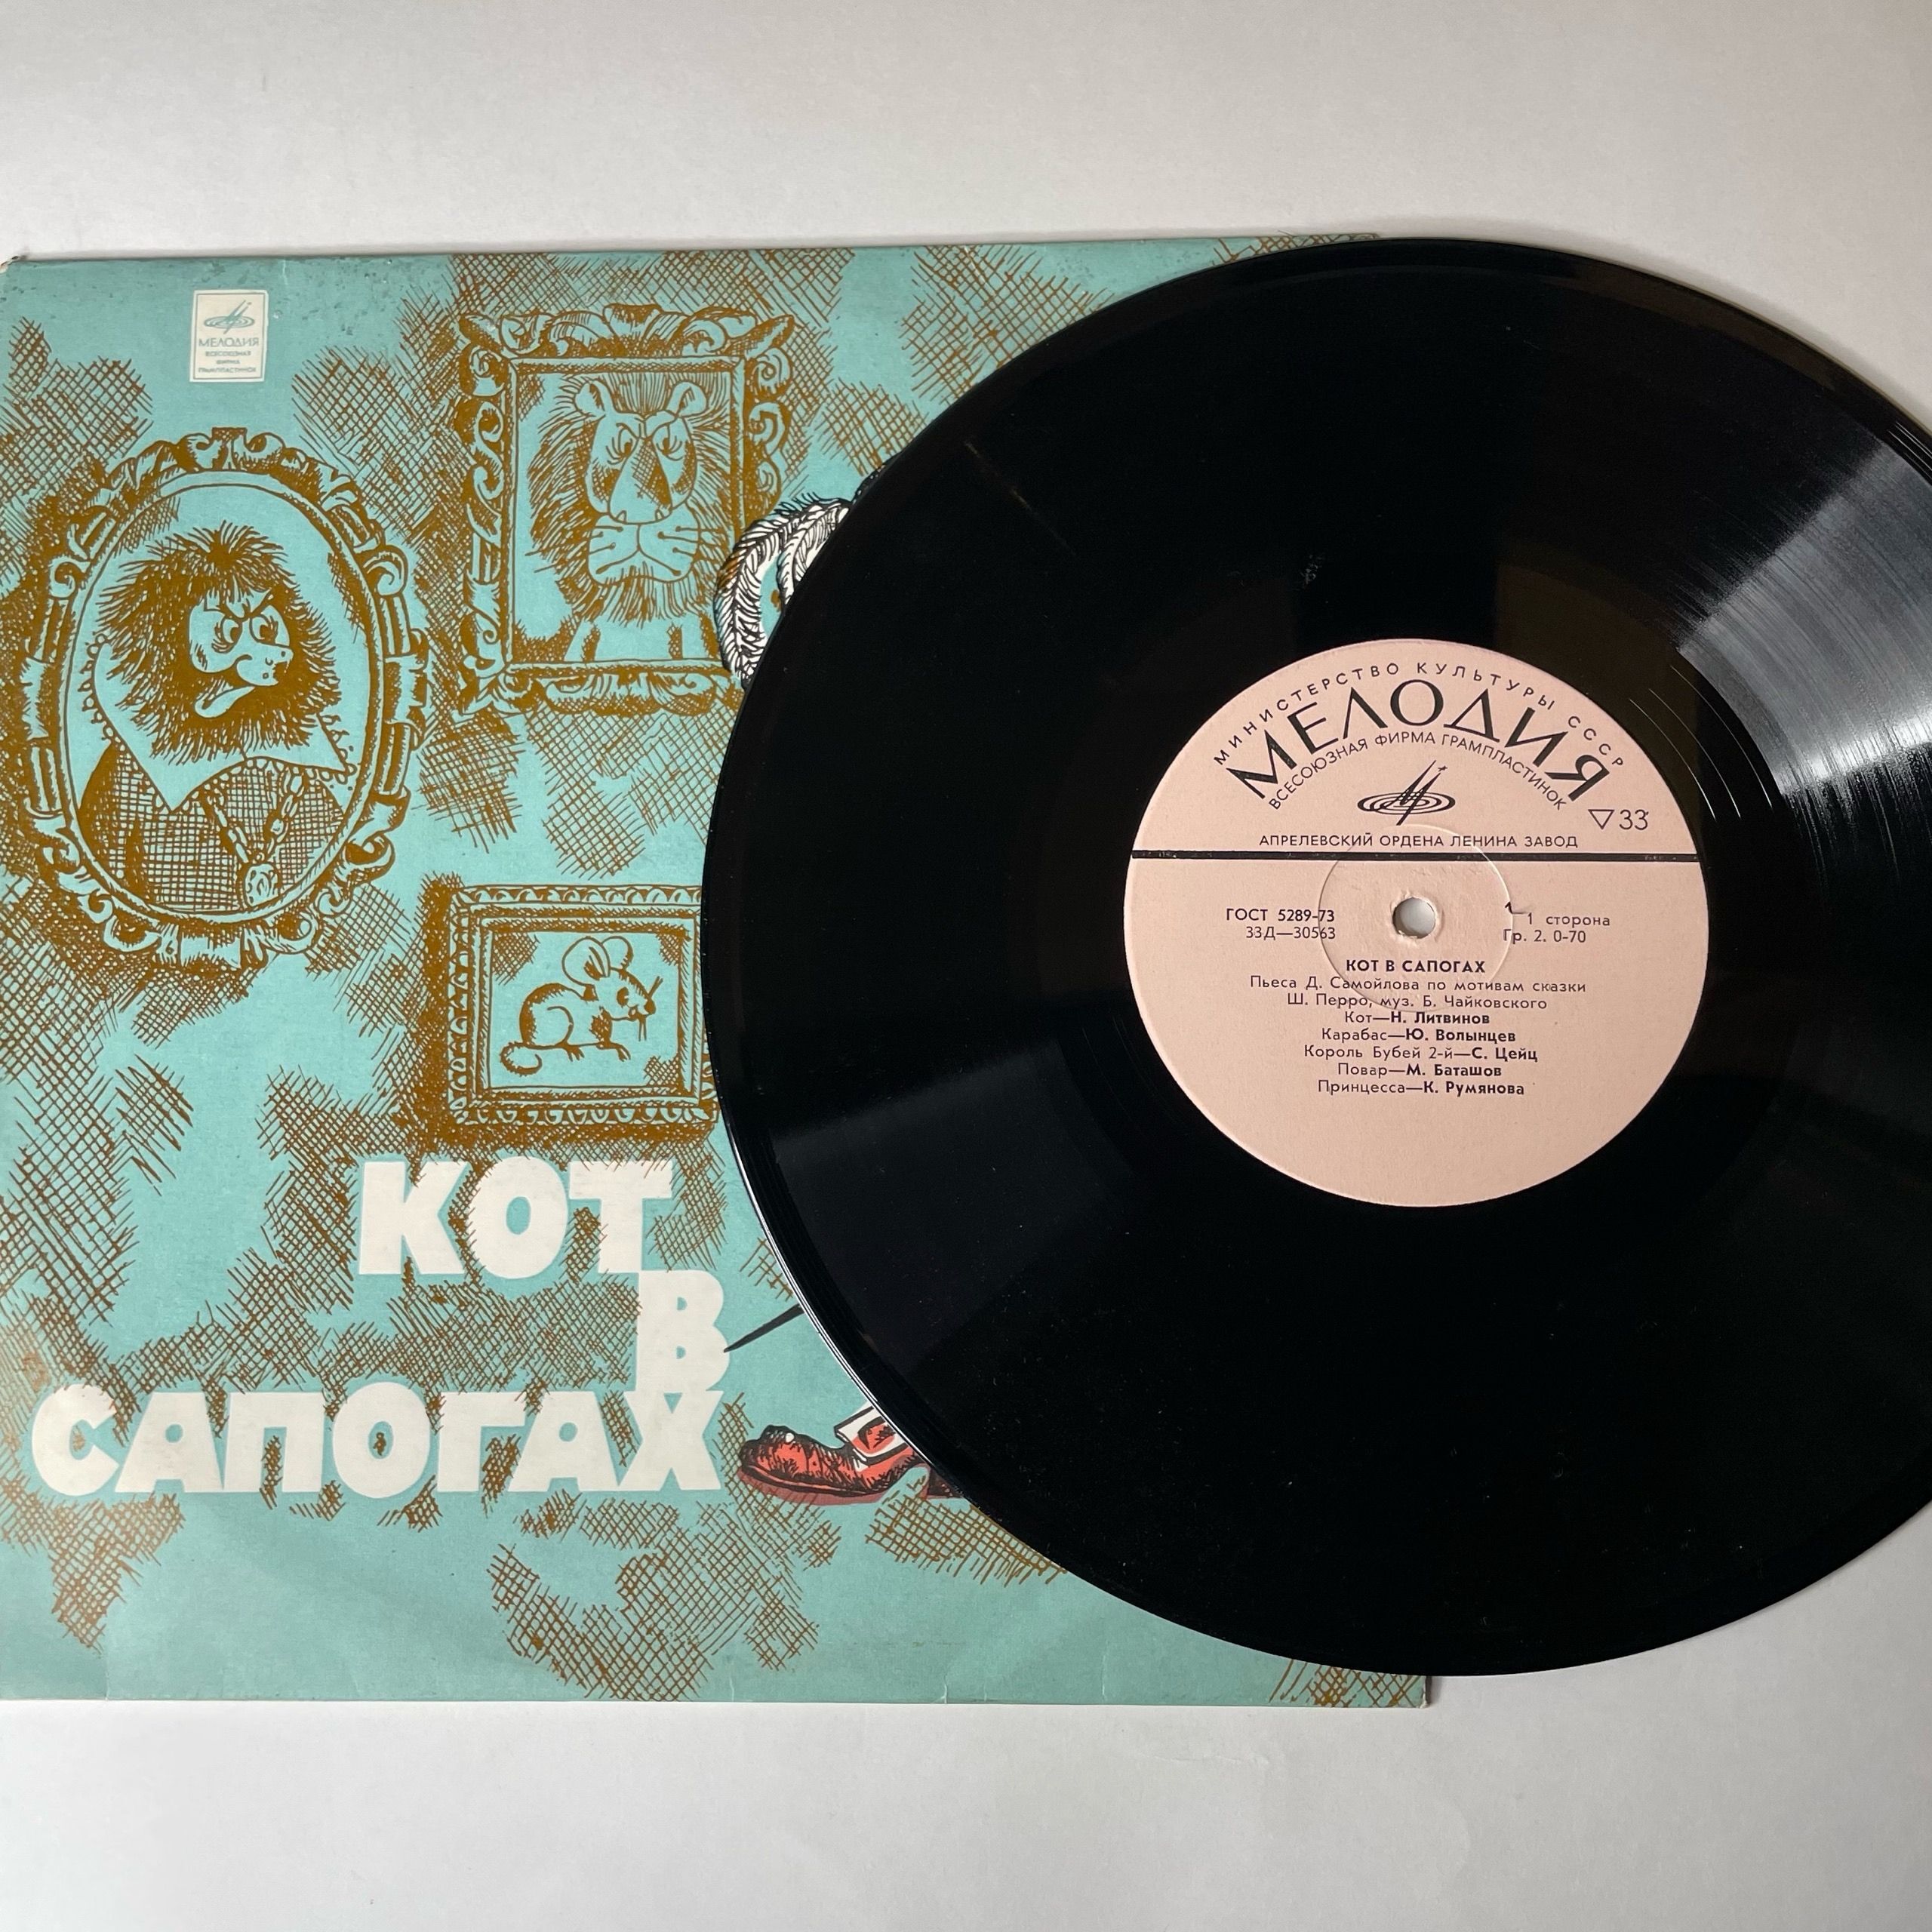 МЕЛОДИЯ
ВСЕСОЮЗНАЯ
ФИРМА
ГРАМПЛАСТИНОК
КОТ
В
САПОГАХ
МИНИСТЕРСТВО КУЛЬТУРЫ СССР
МЕЛОДИЯ
ВСЕСОЮЗНАЯ ФИРМА ГРАМПЛАСТИНОК
33
АПРЕЛЕВСКИЙ ОРДЕНА ЛЕНИНА ЗАВОД
ГОСТ 5289-73
33Д—30563
1 сторона
Гр. 2. 0-70
КОТ В САПОГАХ
Пьеса Д. Самойлова по мотивам сказки
Ш. Перро, муз. Б. Чайковского
Кот—Н. Литвинов
Карабас—Ю. Волынцев
Король Бубей 2-й—С. Цейц
Повар—М. Баташов
Принцесса—К. Румянова